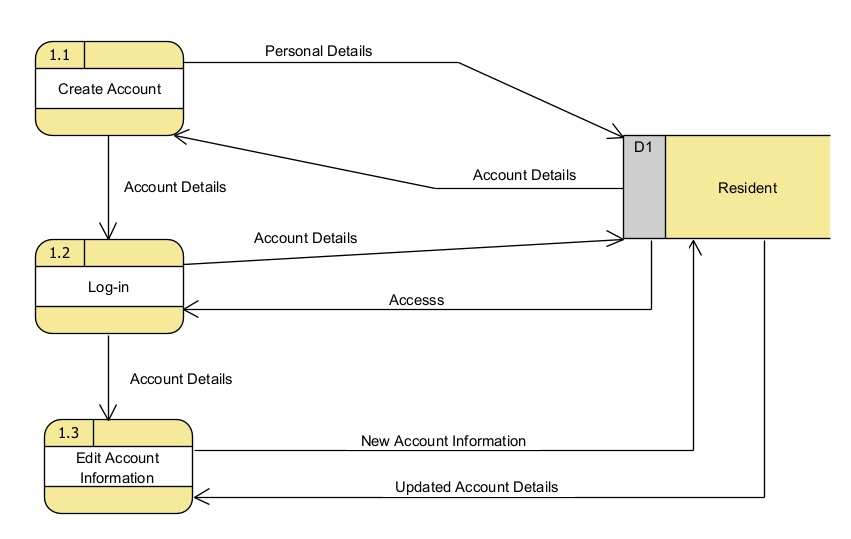 1.1
Create Account
Personal Details
D1
Resident
Account Details
Account Details
1.2
Log-in
Account Details
Accesss
Account Details
1.3
Edit Account
Information
New Account Information
Updated Account Details